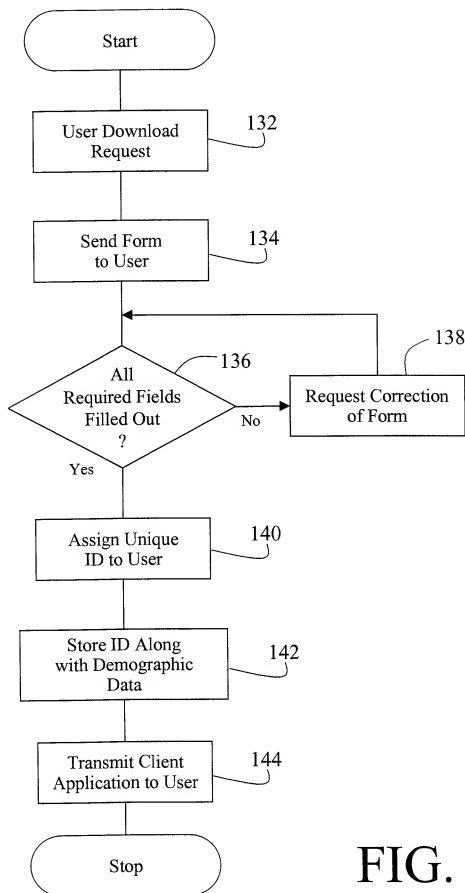 Start
User Download
Request
132
Send Form
to User
134
All
Required Fields
Filled Out
?
136
No
Yes
Request Correction
of Form
138
Assign Unique
ID to User
140
Store ID Along
with Demographic
Data
142
Transmit Client
Application to User
144
Stop
FIG.